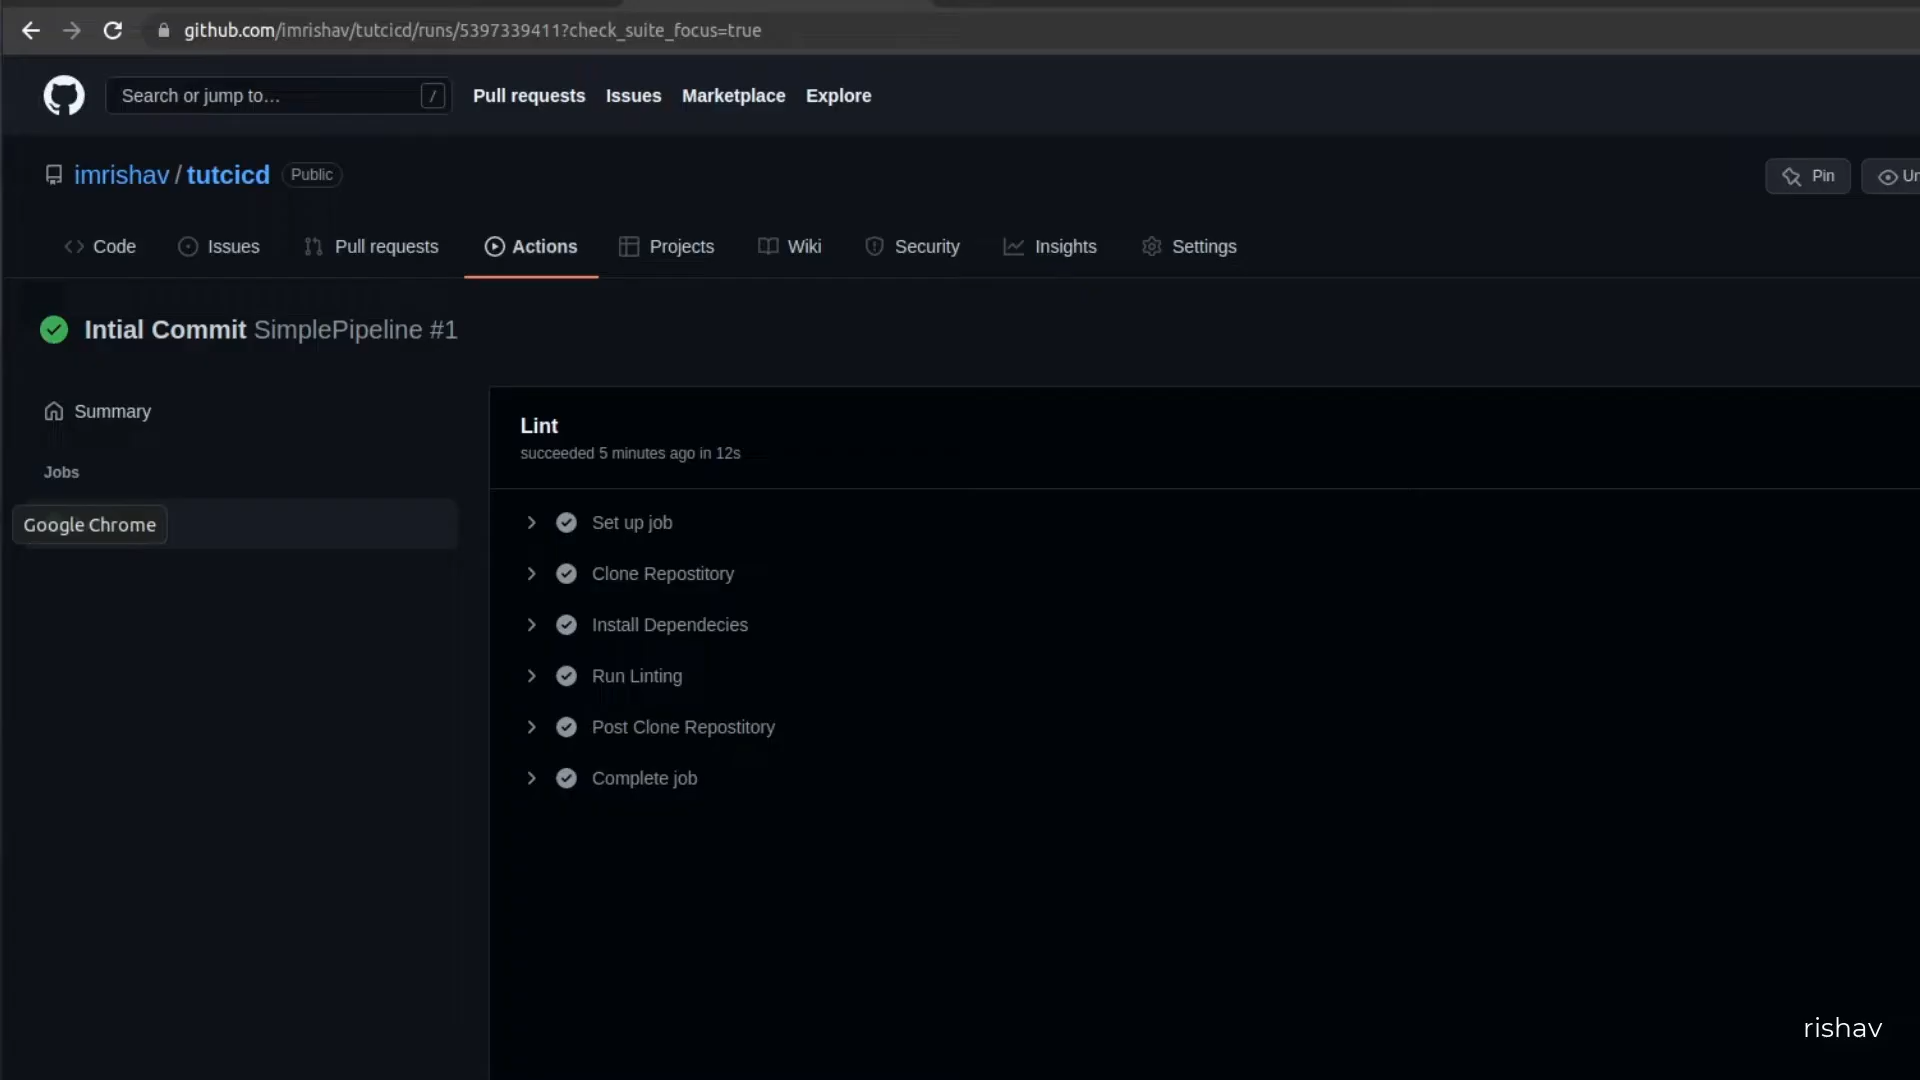 github.com/imrishav/tutcicd/runs/5397339411?check_suite_focus=true
Search or jump to... /
Pull requests Issues Marketplace Explore
imrishav / tutcicd Public
Pin Un
Code Issues Pull requests Actions Projects Wiki Security Insights Settings
Intial Commit SimplePipeline #1
Summary
Jobs
Google Chrome
Lint
succeeded 5 minutes ago in 12s
Set up job
Clone Repostitory
Install Dependecies
Run Linting
Post Clone Repostitory
Complete job
rishav